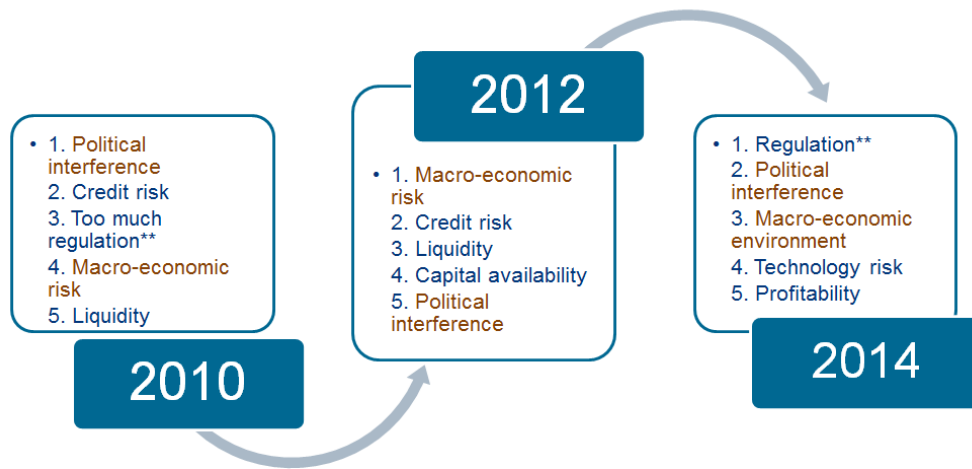 2010
• 1. Political
interference
2. Credit risk
3. Too much
regulation**
4. Macro-economic
risk
5. Liquidity
2012
• 1. Macro-economic
risk
2. Credit risk
3. Liquidity
4. Capital availability
5. Political
interference
2014
• 1. Regulation**
2. Political
interference
3. Macro-economic
environment
4. Technology risk
5. Profitability